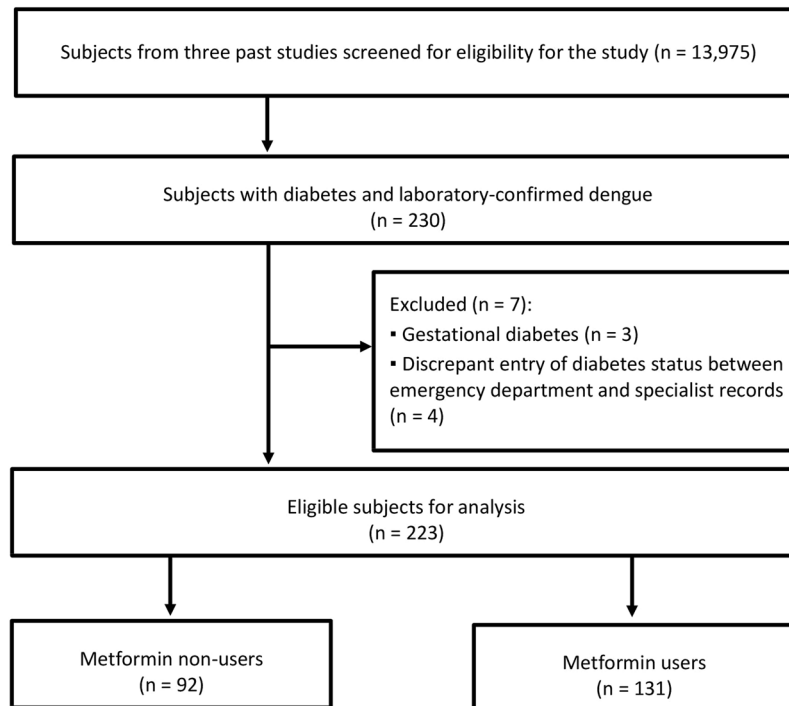 Subjects from three past studies screened for eligibility for the study (n = 13,975)
Subjects with diabetes and laboratory-confirmed dengue
(n = 230)
Excluded (n = 7):
▪ Gestational diabetes (n = 3)
▪ Discrepant entry of diabetes status between
emergency department and specialist records
(n = 4)
Eligible subjects for analysis
(n = 223)
Metformin non-users
(n = 92)
Metformin users
(n = 131)